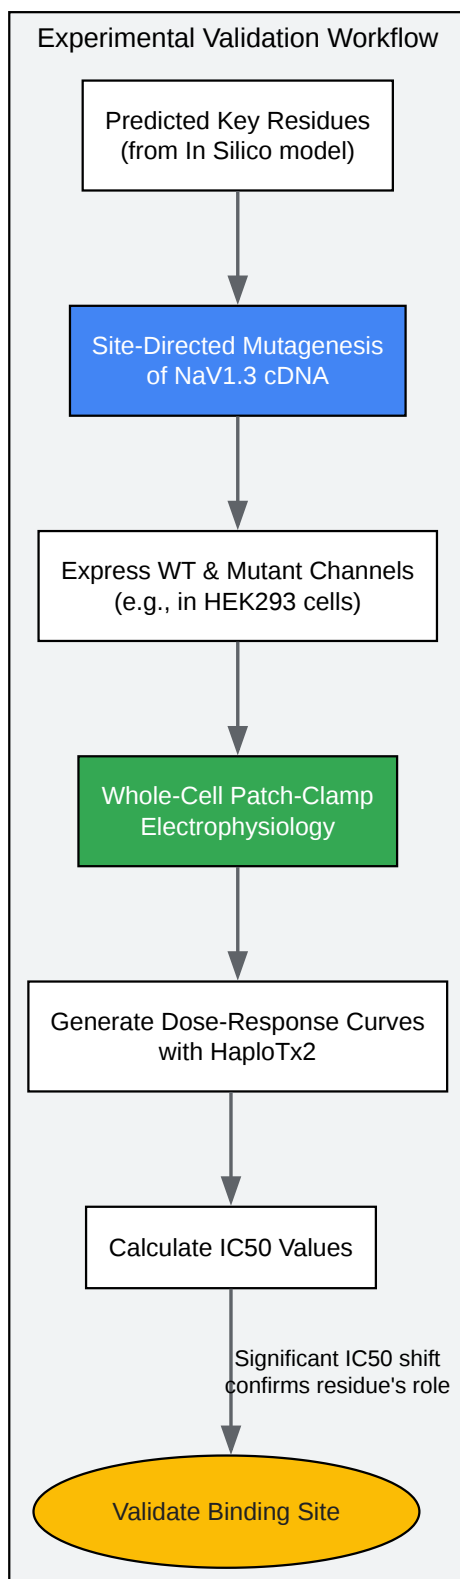 Experimental Validation Workflow
Predicted Key Residues
(from In Silico model)
Site-Directed Mutagenesis
of NaV1.3 cDNA
Express WT & Mutant Channels
(e.g., in HEK293 cells)
Whole-Cell Patch-Clamp
Electrophysiology
Generate Dose-Response Curves
with HaploTx2
Calculate IC50 Values
Significant IC50 shift
confirms residue's role
Validate Binding Site